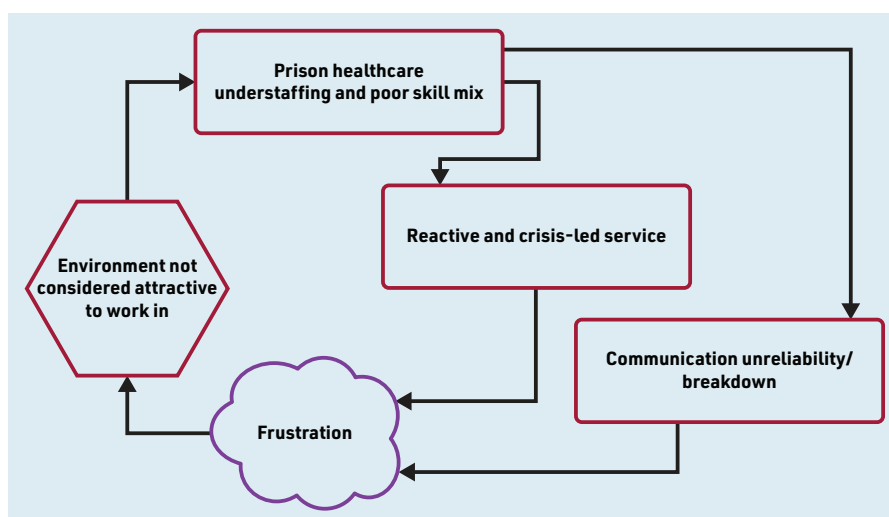 Prison healthcare
understaffing and poor skill mix
Reactive and crisis-led service
Environment not
considered attractive
to work in
Communication unreliability/
breakdown
Frustration